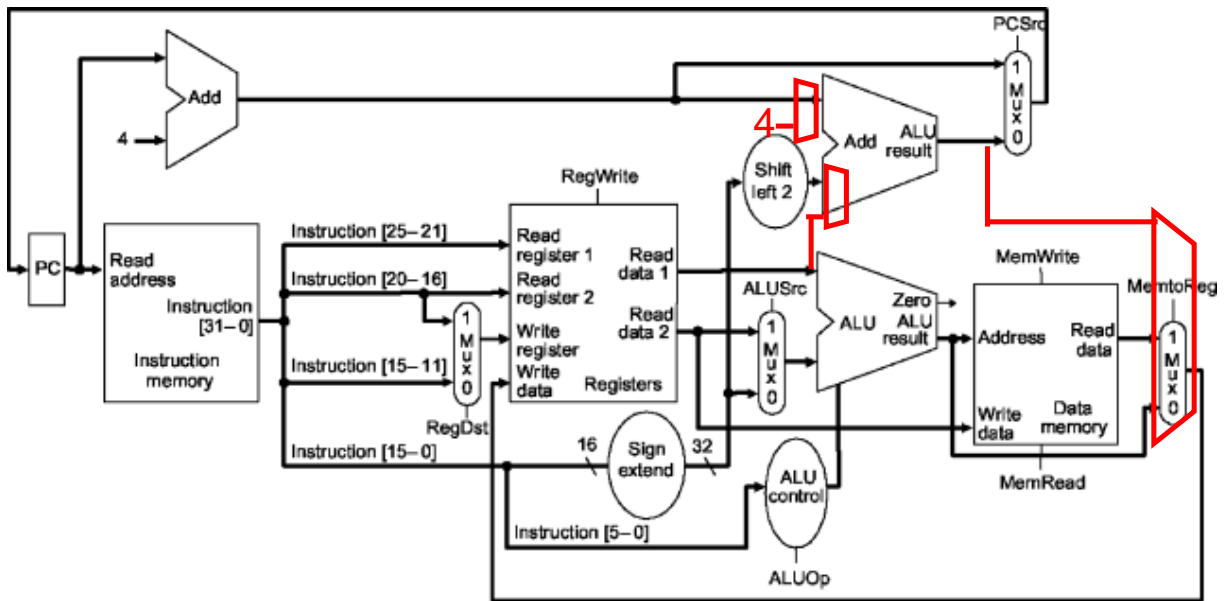 PCSrc
Add
4
1
Mux
0
4
Add
ALU
result
Shift
left 2
RegWrite
PC
Read
address
Instruction
[31–0]
Instruction
memory
Instruction [25–21]
Instruction [20–16]
Instruction [15–11]
Instruction [15–0]
Instruction [5–0]
1
Mux
0
RegDst
Read
register 1
Read
register 2
Write
register
Write
data
Read
data 1
Read
data 2
Registers
16
Sign
extend
32
ALUSrc
1
Mux
0
Zero
ALU
ALU
result
ALU
control
ALUOp
MemWrite
Address
Read
data
Write
data
Data
memory
MemRead
MemtoReg
1
Mux
0